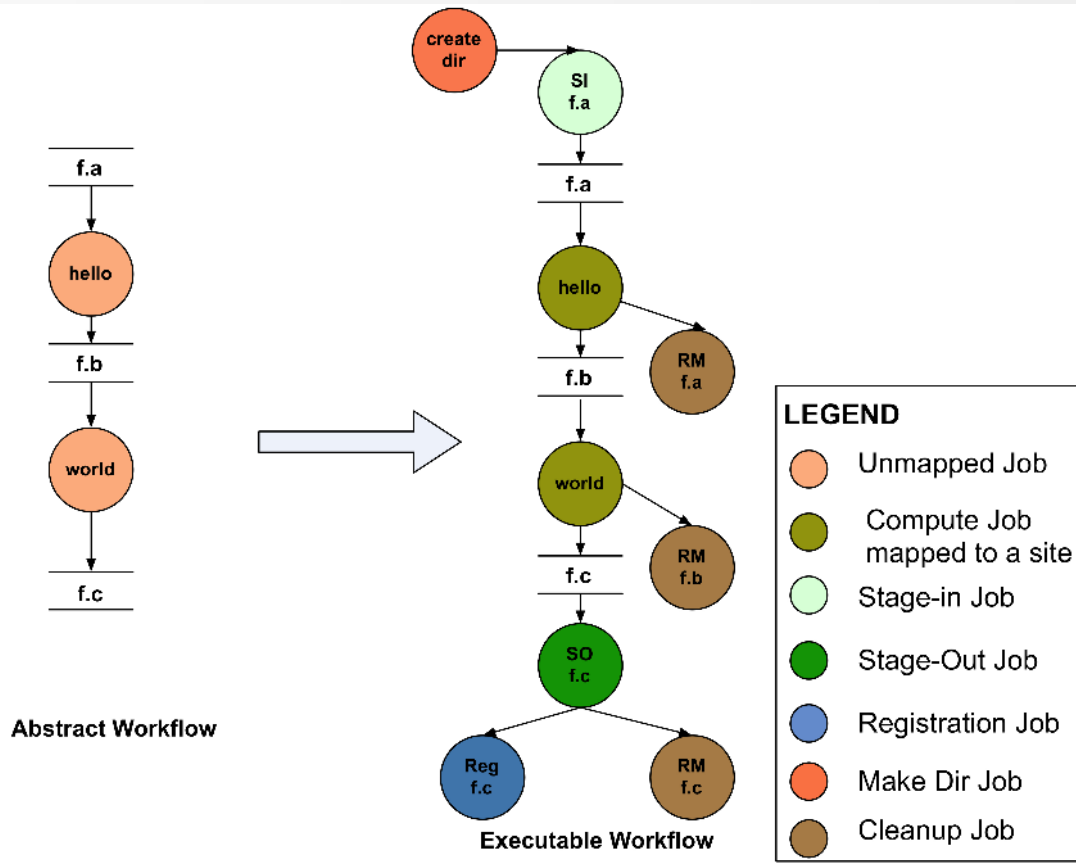 f.a
hello
f.b
world
f.c
Abstract Workflow
create
dir
SI
f.a
f.a
hello
RM
f.a
f.b
world
RM
f.b
f.c
SO
f.c
Reg
f.c
RM
f.c
Executable Workflow
LEGEND
Unmapped Job
Compute Job
mapped to a site
Stage-in Job
Stage-Out Job
Registration Job
Make Dir Job
Cleanup Job